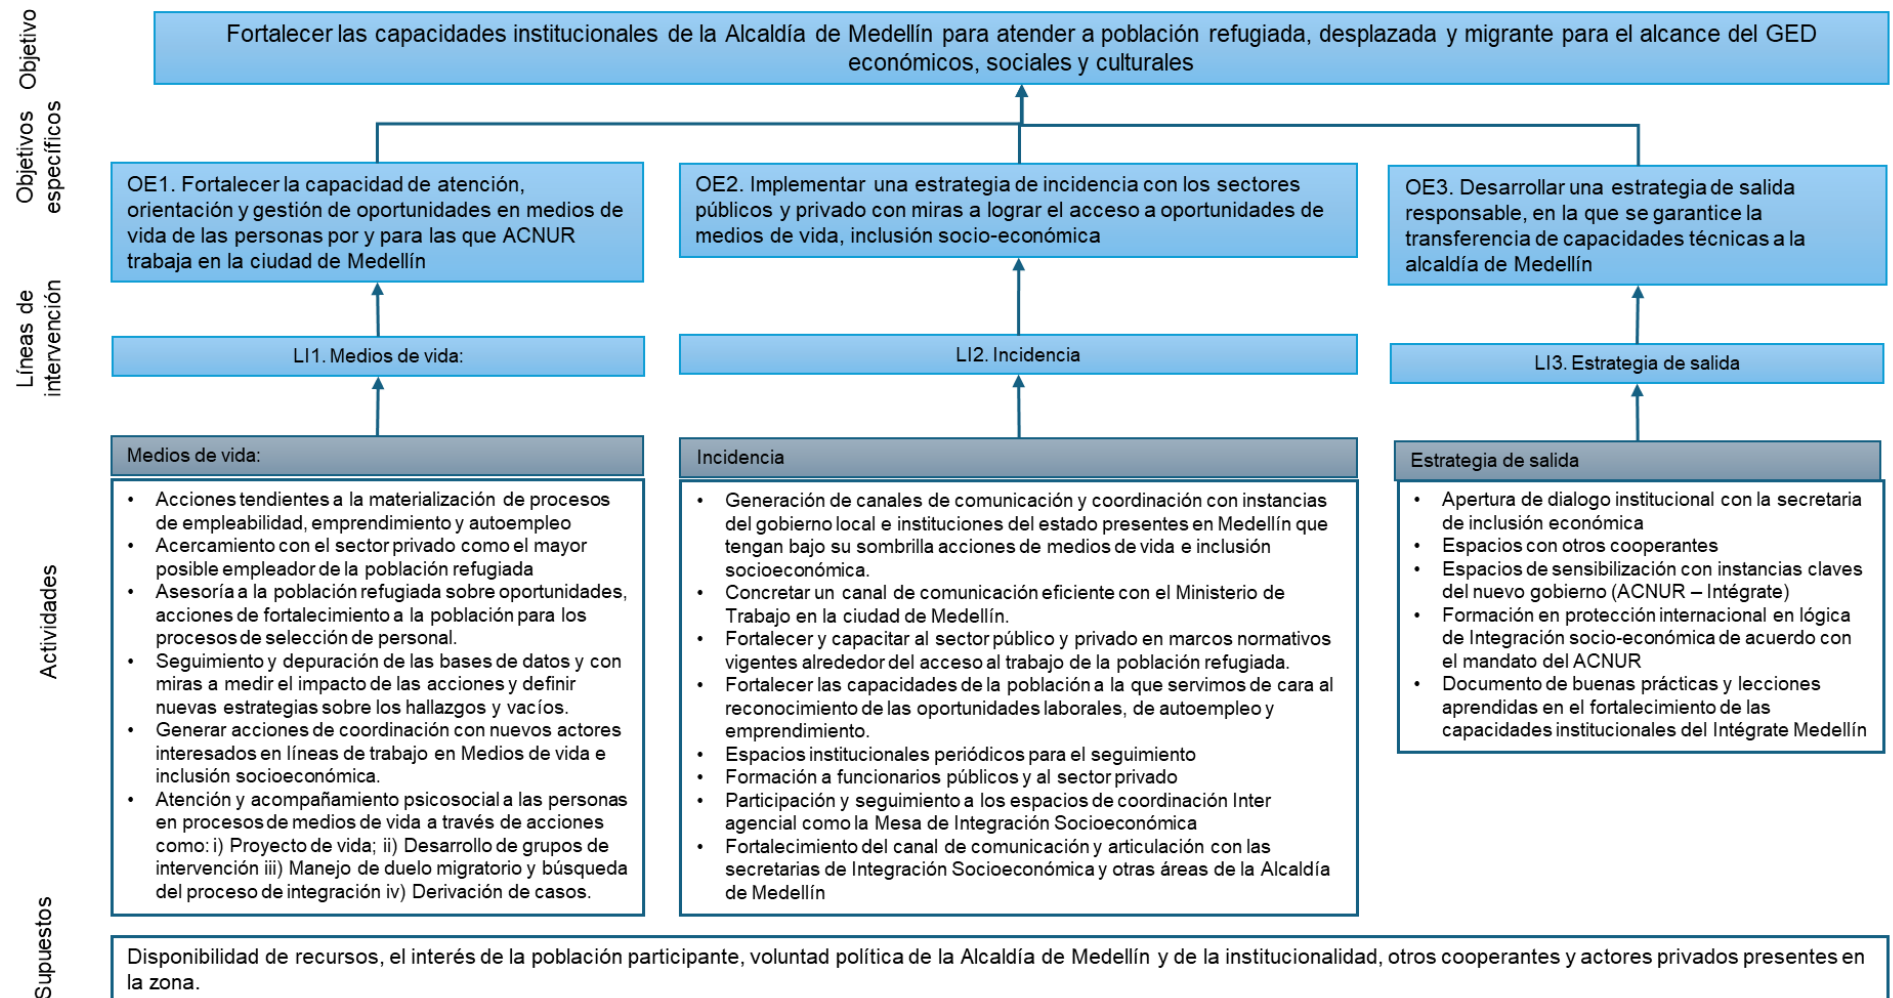 Objetivo
Fortalecer las capacidades institucionales de la Alcaldía de Medellín para atender a población refugiada, desplazada y migrante para el alcance del GED
económicos, sociales y culturales
Objetivos
específicos
OE1. Fortalecer la capacidad de atención,
orientación y gestión de oportunidades en medios de
vida de las personas por y para las que ACNUR
trabaja en la ciudad de Medellín
OE2. Implementar una estrategia de incidencia con los sectores
públicos y privado con miras a lograr el acceso a oportunidades de
medios de vida, inclusión socio-económica
OE3. Desarrollar una estrategia de salida
responsable, en la que se garantice la
transferencia de capacidades técnicas a la
alcaldía de Medellín
Líneas de
intervención
LI1. Medios de vida:
LI2. Incidencia
LI3. Estrategia de salida
Actividades
Medios de vida:
• Acciones tendientes a la materialización de procesos
de empleabilidad, emprendimiento y autoempleo
• Acercamiento con el sector privado como el mayor
posible empleador de la población refugiada
• Asesoría a la población refugiada sobre oportunidades,
acciones de fortalecimiento a la población para los
procesos de selección de personal.
• Seguimiento y depuración de las bases de datos y con
miras a medir el impacto de las acciones y definir
nuevas estrategias sobre los hallazgos y vacíos.
• Generar acciones de coordinación con nuevos actores
interesados en líneas de trabajo en Medios de vida e
inclusión socioeconómica.
• Atención y acompañamiento psicosocial a las personas
en procesos de medios de vida a través de acciones
como: i) Proyecto de vida; ii) Desarrollo de grupos de
intervención iii) Manejo de duelo migratorio y búsqueda
del proceso de integración iv) Derivación de casos.
Incidencia
• Generación de canales de comunicación y coordinación con instancias
del gobierno local e instituciones del estado presentes en Medellín que
tengan bajo su sombrilla acciones de medios de vida e inclusión
socioeconómica.
• Concretar un canal de comunicación eficiente con el Ministerio de
Trabajo en la ciudad de Medellín.
• Fortalecer y capacitar al sector público y privado en marcos normativos
vigentes alrededor del acceso al trabajo de la población refugiada.
• Fortalecer las capacidades de la población a la que servimos de cara al
reconocimiento de las oportunidades laborales, de autoempleo y
emprendimiento.
• Espacios institucionales periódicos para el seguimiento
• Formación a funcionarios públicos y al sector privado
• Participación y seguimiento a los espacios de coordinación Inter
agencial como la Mesa de Integración Socioeconómica
• Fortalecimiento del canal de comunicación y articulación con las
secretarias de Integración Socioeconómica y otras áreas de la Alcaldía
de Medellín
Estrategia de salida
• Apertura de dialogo institucional con la secretaria
de inclusión económica
• Espacios con otros cooperantes
• Espacios de sensibilización con instancias claves
del nuevo gobierno (ACNUR – Intégrate)
• Formación en protección internacional en lógica
de Integración socio-económica de acuerdo con
el mandato del ACNUR
• Documento de buenas prácticas y lecciones
aprendidas en el fortalecimiento de las
capacidades institucionales del Intégrate Medellín
Supuestos
Disponibilidad de recursos, el interés de la población participante, voluntad política de la Alcaldía de Medellín y de la institucionalidad, otros cooperantes y actores privados presentes en
la zona.